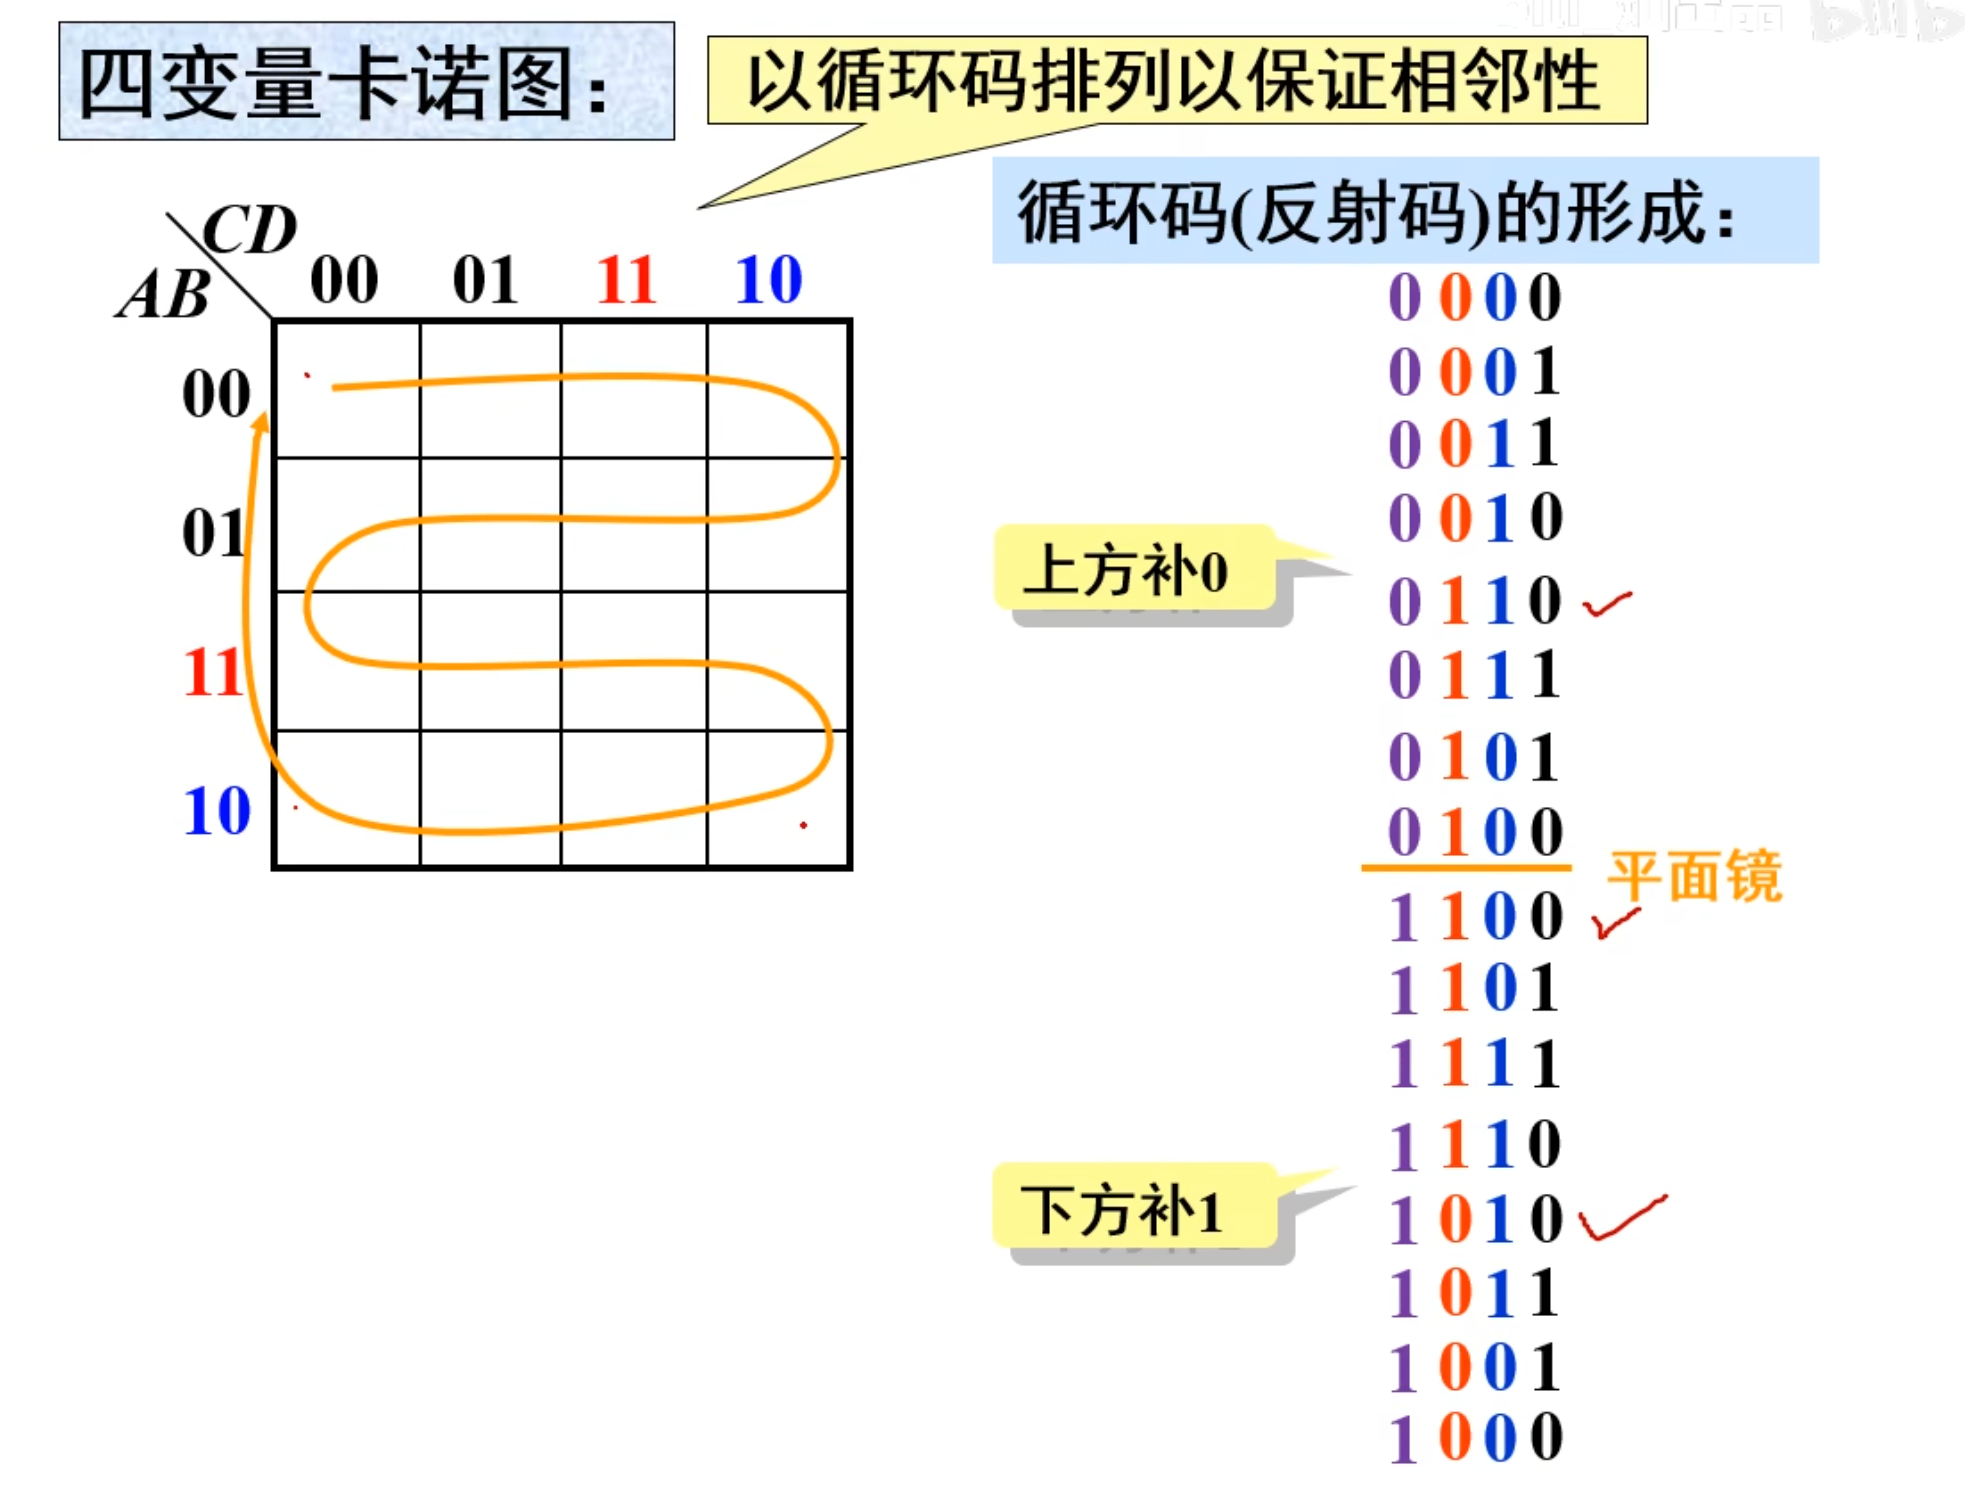 四变量卡诺图：
以循环码排列以保证相邻性
循环码(反射码)的形成：
CD
AB
00 01 11 10
00
01
11
10
0 0 0 0
0 0 0 1
0 0 1 1
0 0 1 0
上方补0
0 1 1 0
0 1 1 1
0 1 0 1
0 1 0 0
平面镜
1 1 0 0
1 1 0 1
1 1 1 1
1 1 1 0
下方补1
1 0 1 0
1 0 1 1
1 0 0 1
1 0 0 0